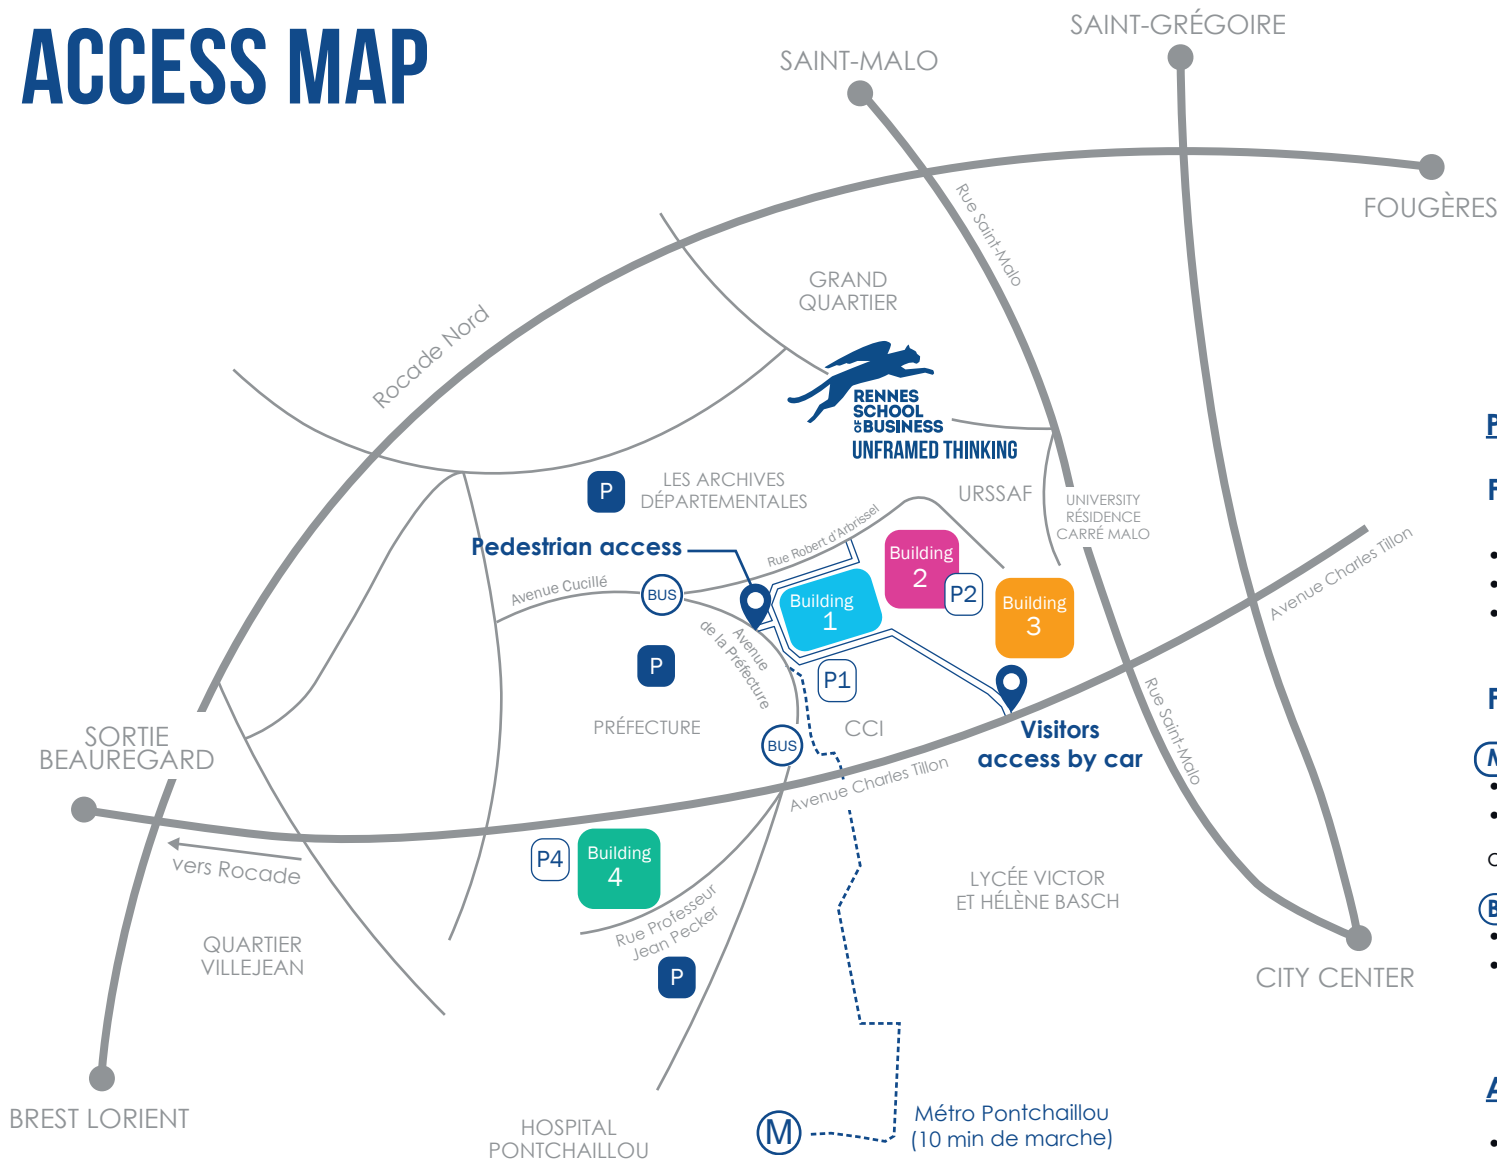 ACCESS MAP
SAINT-GRÉGOIRE
SAINT-MALO
FOUGÈRES
Rue Saint-Malo
GRAND
QUARTIER
Rocade Nord
RENNES
SCHOOL
OF BUSINESS
UNFRAMED THINKING
P
LES ARCHIVES
DÉPARTEMENTALES
URSSAF
UNIVERSITY
RÉSIDENCE
CARRÉ MALO
Pedestrian access
Rue Robert d'Arbrissel
Building
2
P2
Avenue Charles Tillon
Avenue Cucillé
BUS
Building
1
Building
3
Avenue
de la Préfecture
P
P1
PRÉFECTURE
CCI
BUS
Visitors
access by car
Rue Saint-Malo
SORTIE
BEAUREGARD
Avenue Charles Tillon
vers Rocade
P4
Building
4
LYCÉE VICTOR
ET HÉLÈNE BASCH
Rue Professeur
Jean Pecker
QUARTIER
VILLEJEAN
P
CITY CENTER
BREST LORIENT
HOSPITAL
PONTCHAILLOU
M
Métro Pontchaillou
(10 min de marche)